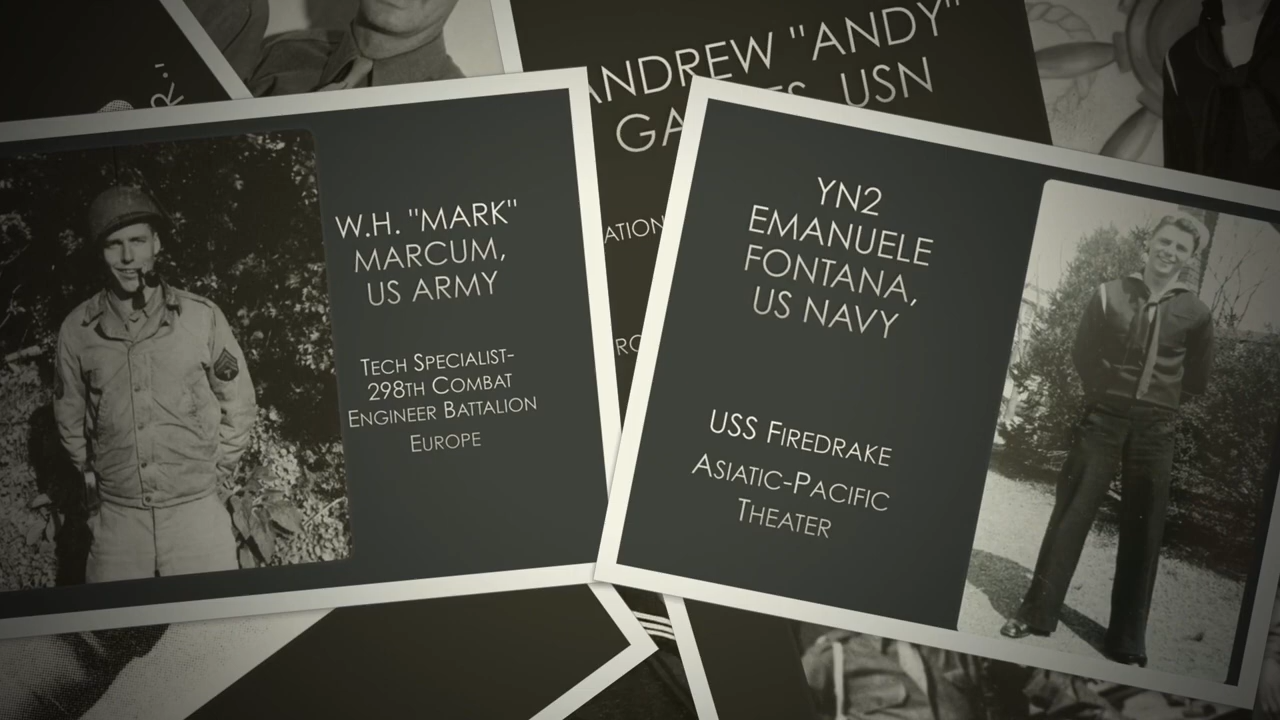 ANDREW "ANDY"
USN
W.H. "MARK"
MARCUM,
US ARMY
TECH SPECIALIST-
298TH COMBAT
ENGINEER BATTALION
EUROPE
YN2
EMANUELE
FONTANA,
US NAVY
USS FIREDRAKE
ASIATIC-PACIFIC
THEATER